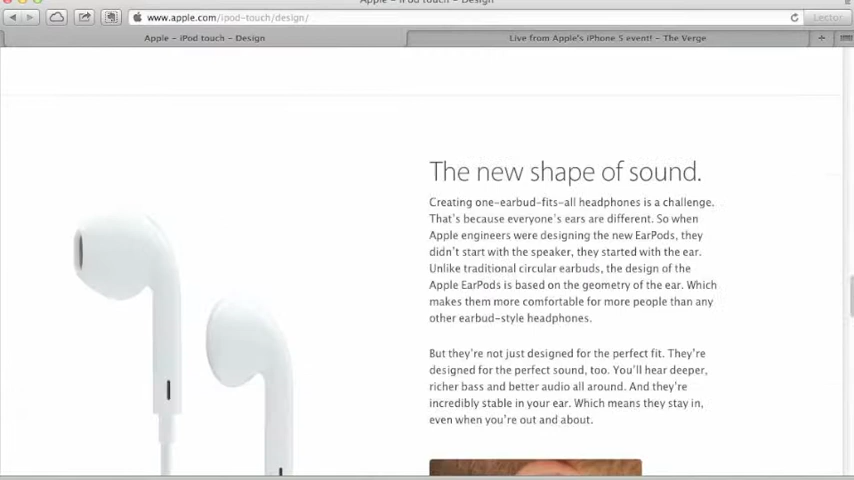 Apple – iPod touch – Design
www.apple.com/ipod-touch/design/
Lector
Apple – iPod touch – Design
Live from Apple's iPhone 5 event! – The Verge
The new shape of sound.
Creating one-earbud-fits-all headphones is a challenge.
That's because everyone's ears are different. So when
Apple engineers were designing the new EarPods, they
didn't start with the speaker, they started with the ear.
Unlike traditional circular earbuds, the design of the
Apple EarPods is based on the geometry of the ear. Which
makes them more comfortable for more people than any
other earbud-style headphones.
But they're not just designed for the perfect fit. They're
designed for the perfect sound, too. You'll hear deeper,
richer bass and better audio all around. And they're
incredibly stable in your ear. Which means they stay in,
even when you're out and about.